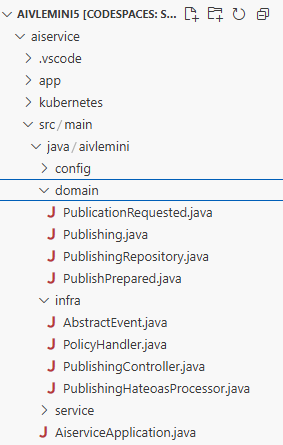 AIVLEMINI5 [CODESPACES: S...
aiservice
.vscode
app
kubernetes
src/main
java/aivlemini
config
domain
J PublicationRequested.java
J Publishing.java
J PublishingRepository.java
J PublishPrepared.java
infra
J AbstractEvent.java
J PolicyHandler.java
J PublishingController.java
J PublishingHateoasProcessor.java
service
J AiserviceApplication.java